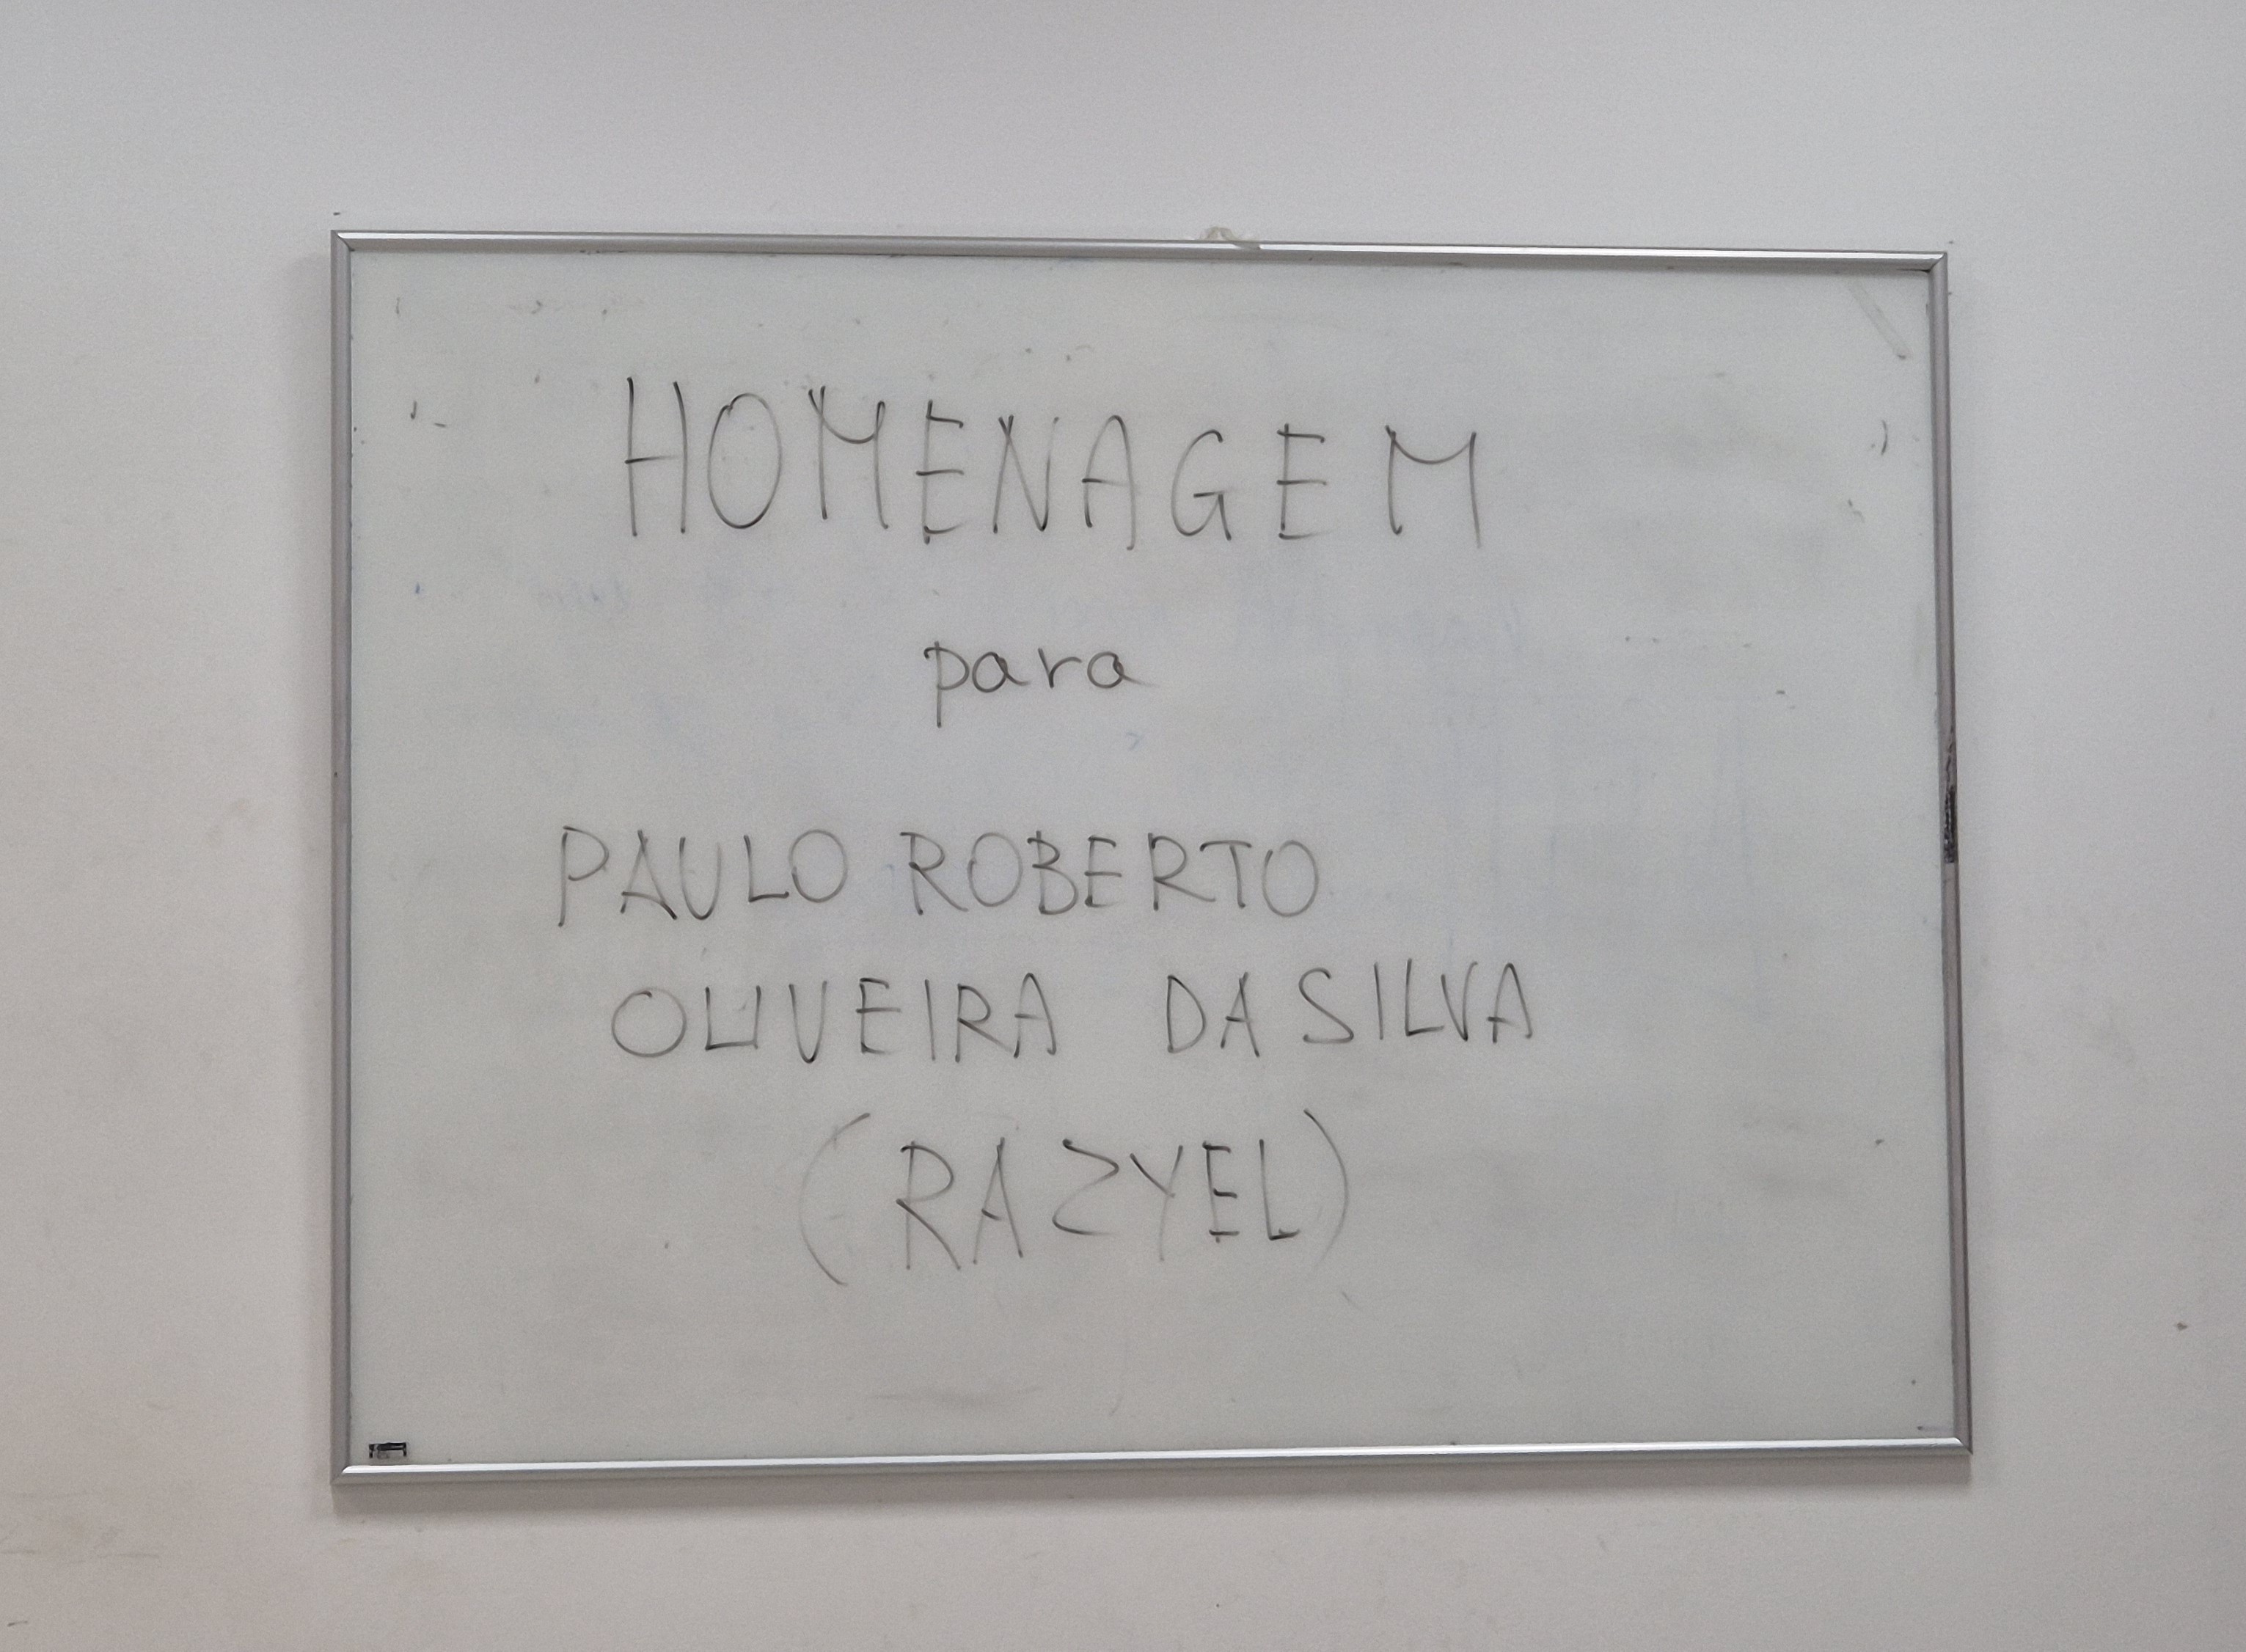 HOMENAGEM
para
PAULO ROBERTO
OLIVEIRA DA SILVA
(RAZYEL)